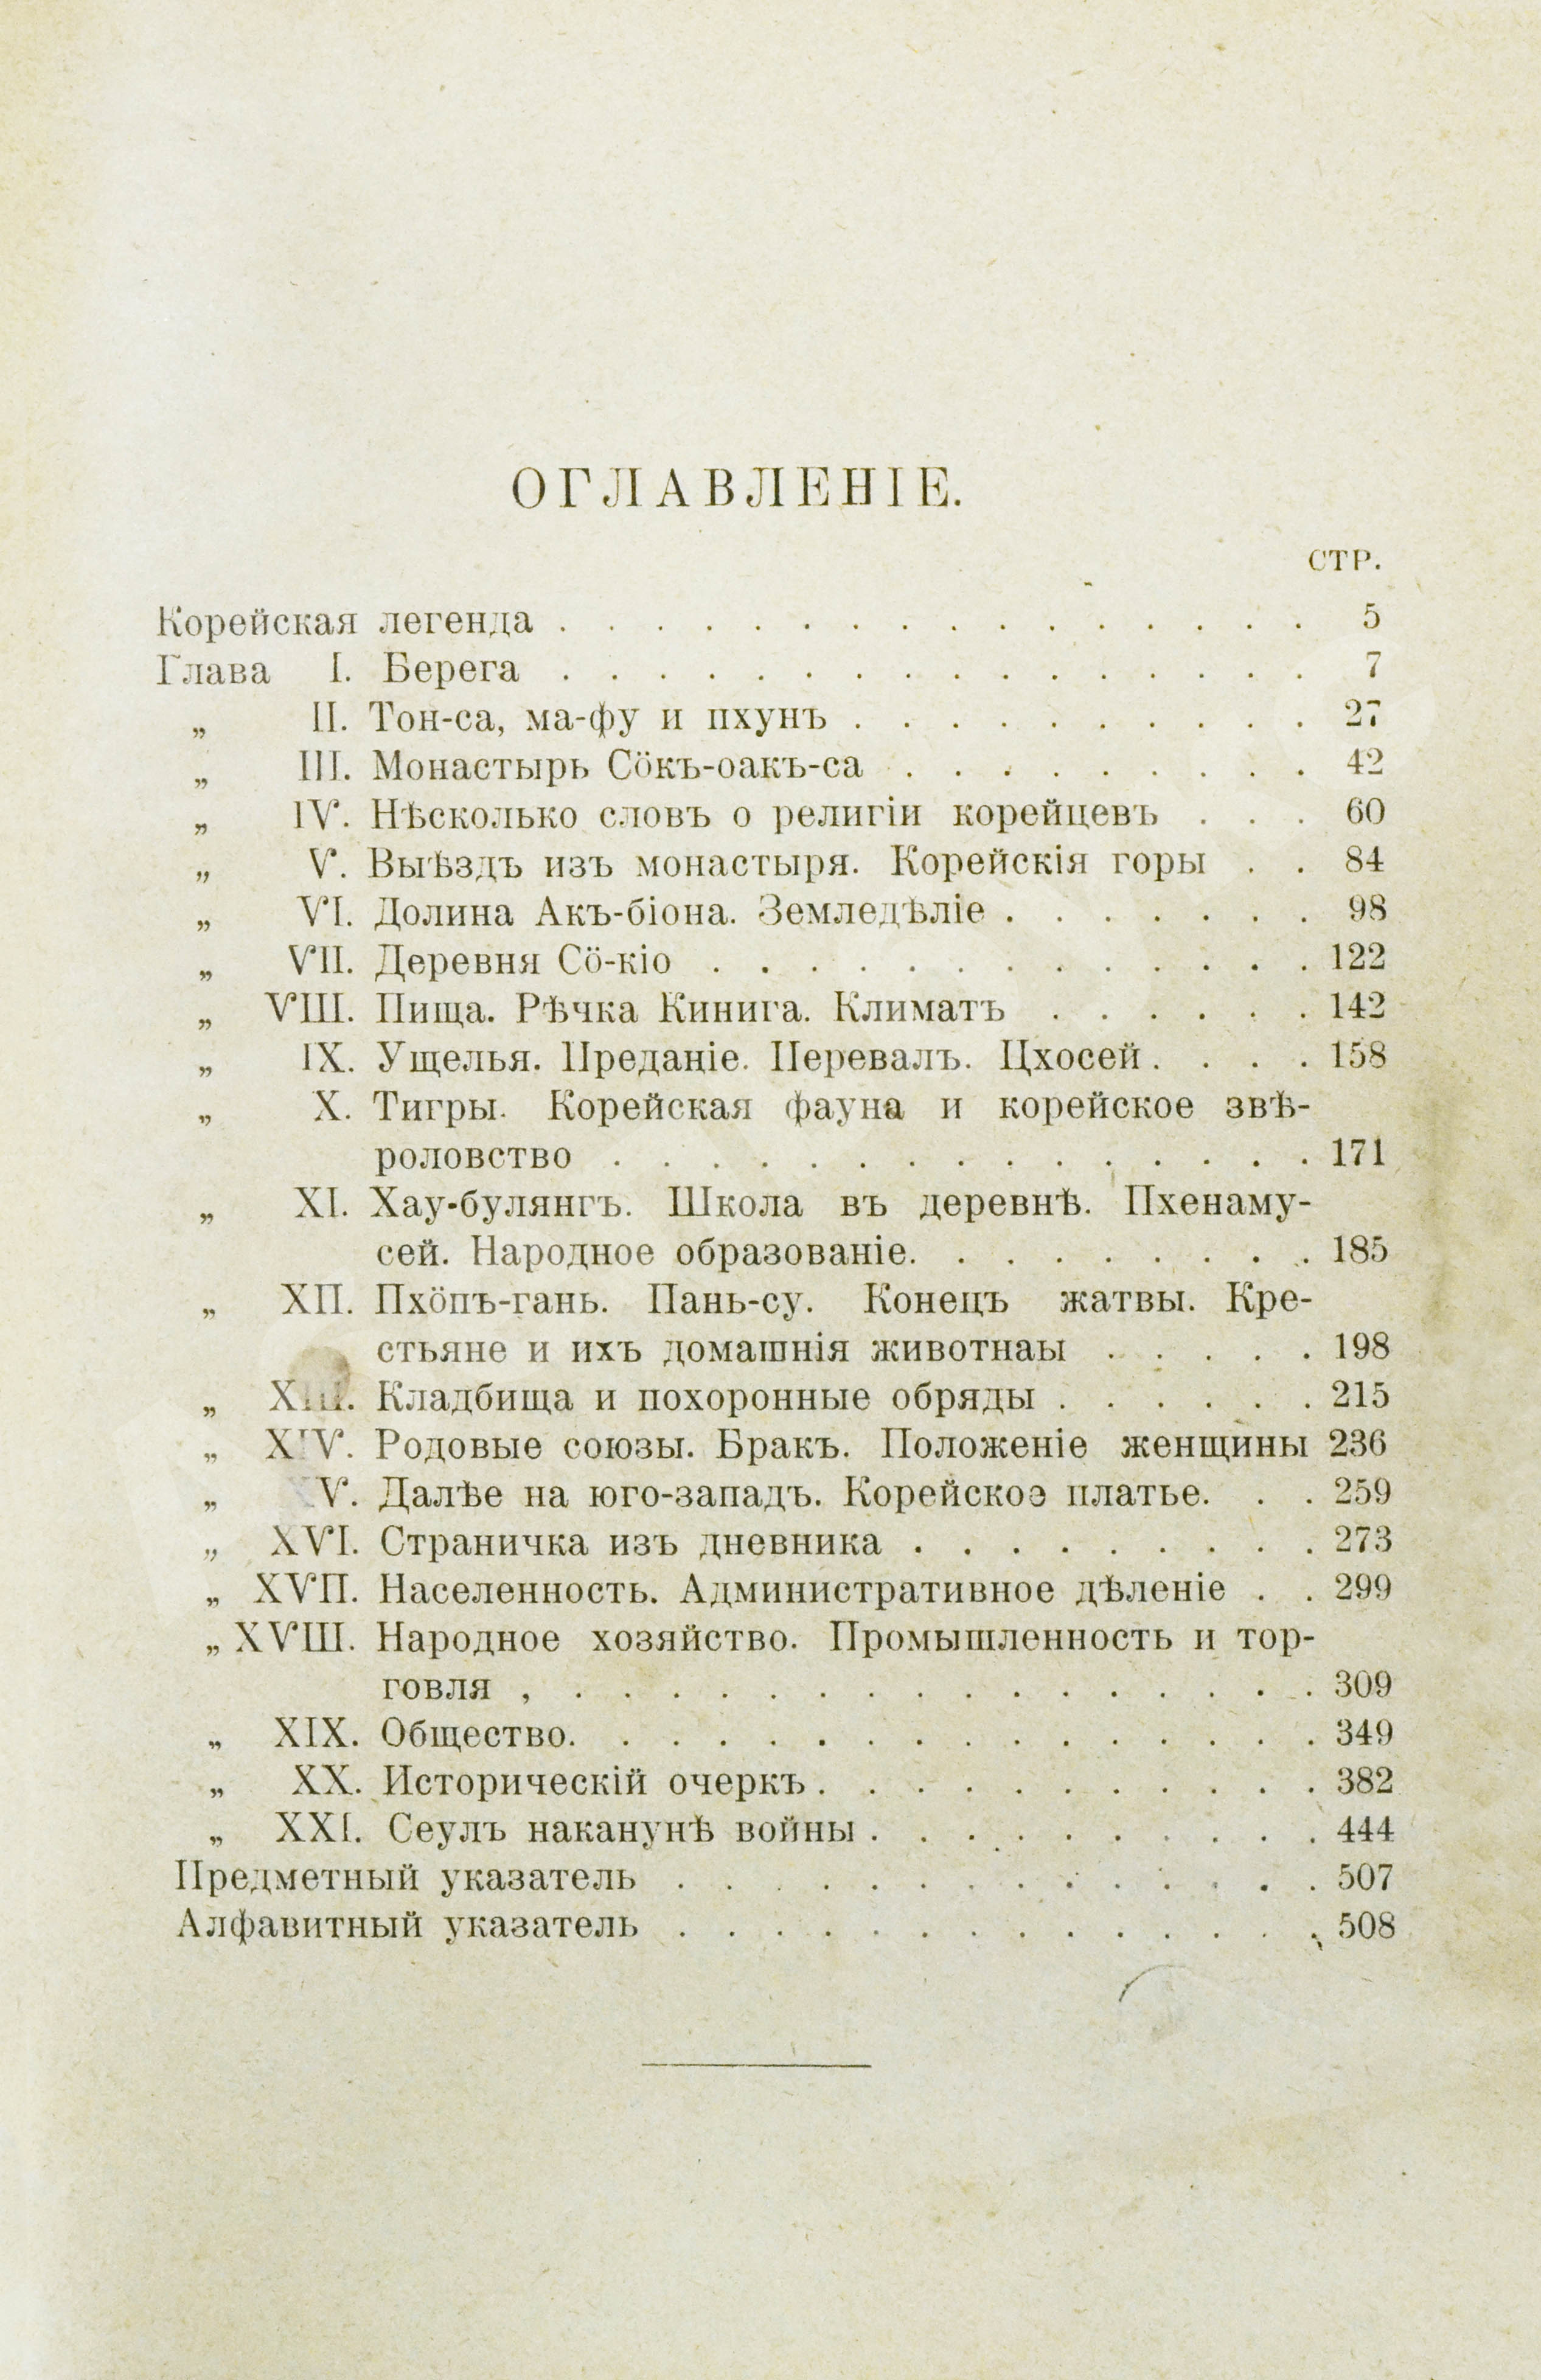 ОГЛАВЛЕНІЕ.
СТР.
Корейская легенда . . . . . . . . . . . . . . . . 5
Глава I. Берега . . . . . . . . . . . . . . . . 7
„ II. Тон-са, ма-фу и пхунъ . . . . . . . . . . 27
„ III. Монастырь Сӧкъ-оакъ-са . . . . . . . . . 42
„ IV. Нѣсколько словъ о религіи корейцевъ . . . 60
„ V. Выѣздъ изъ монастыря. Корейскія горы . . 84
„ VI. Долина Акъ-біона. Земледѣліе . . . . . . . 98
„ VII. Деревня Сӧ-кіо . . . . . . . . . . . . . 122
„ VIII. Пища. Рѣчка Кинига. Климатъ . . . . . . 142
„ IX. Ущелья. Преданіе. Перевалъ. Цхосей . . . . 158
„ X. Тигры. Корейская фауна и корейское звѣ-
роловство . . . . . . . . . . . . . . . 171
„ XI. Хау-булянгъ. Школа въ деревнѣ. Пхенаму-
сей. Народное образованіе. . . . . . . . . 185
„ XII. Пхӧпъ-гань. Пань-су. Конецъ жатвы. Кре-
стьяне и ихъ домашнія животнаы . . . . . 198
„ XIII. Кладбища и похоронные обряды . . . . . . 215
„ XIV. Родовые союзы. Бракъ. Положеніе женщины 236
„ XV. Далѣе на юго-западъ. Корейскоэ платье. . . 259
„ XVI. Страничка изъ дневника . . . . . . . . . 273
„ XVII. Населенность. Административное дѣленіе . . 299
„ XVIII. Народное хозяйство. Промышленность и тор-
говля , . . . . . . . . . . . . . . . . 309
„ XIX. Общество. . . . . . . . . . . . . . . . 349
„ XX. Историческій очеркъ . . . . . . . . . . . 382
„ XXI. Сеулъ наканунѣ войны . . . . . . . . . . 444
Предметный указатель . . . . . . . . . . . . . . 507
Алфавитный указатель . . . . . . . . . . . . . . 508